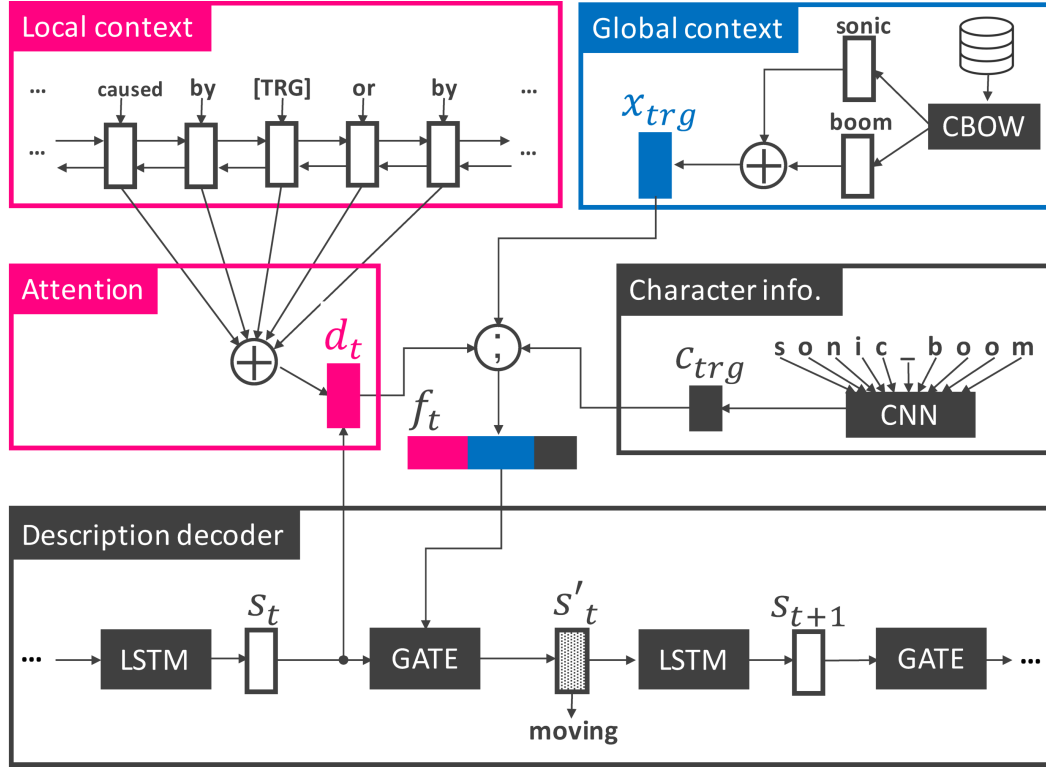 Local context
... caused by [TRG] or by ...
... ...
Global context
sonic
x_trg
boom
CBOW
+
Attention
+
d_t
;
f_t
Character info.
s o n i c _ b o o m
c_trg
CNN
Description decoder
s_t
s'_t
s_{t+1}
... LSTM GATE LSTM GATE ...
moving